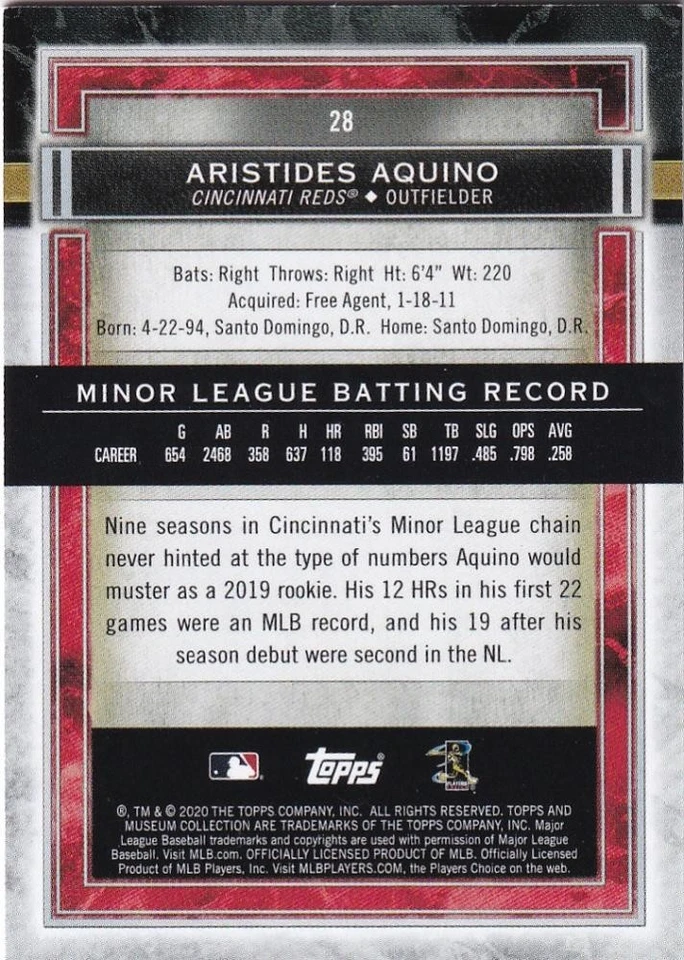 28
ARISTIDES AQUINO
CINCINNATI REDS® ◆ OUTFIELDER
Bats: Right Throws: Right Ht: 6'4" Wt: 220
Acquired: Free Agent, 1-18-11
Born: 4-22-94, Santo Domingo, D.R. Home: Santo Domingo, D.R.
MINOR LEAGUE BATTING RECORD
G AB R H HR RBI SB TB SLG OPS AVG
CAREER 654 2468 358 637 118 395 61 1197 .485 .798 .258
Nine seasons in Cincinnati's Minor League chain
never hinted at the type of numbers Aquino would
muster as a 2019 rookie. His 12 HRs in his first 22
games were an MLB record, and his 19 after his
season debut were second in the NL.
Topps
®, TM & © 2020 THE TOPPS COMPANY, INC. ALL RIGHTS RESERVED. TOPPS AND
MUSEUM COLLECTION ARE TRADEMARKS OF THE TOPPS COMPANY, INC. Major
League Baseball trademarks and copyrights are used with permission of Major League
Baseball. Visit MLB.com. OFFICIALLY LICENSED PRODUCT OF MLB. Officially Licensed
Product of MLB Players, Inc. Visit MLBPLAYERS.COM, the Players Choice on the web.